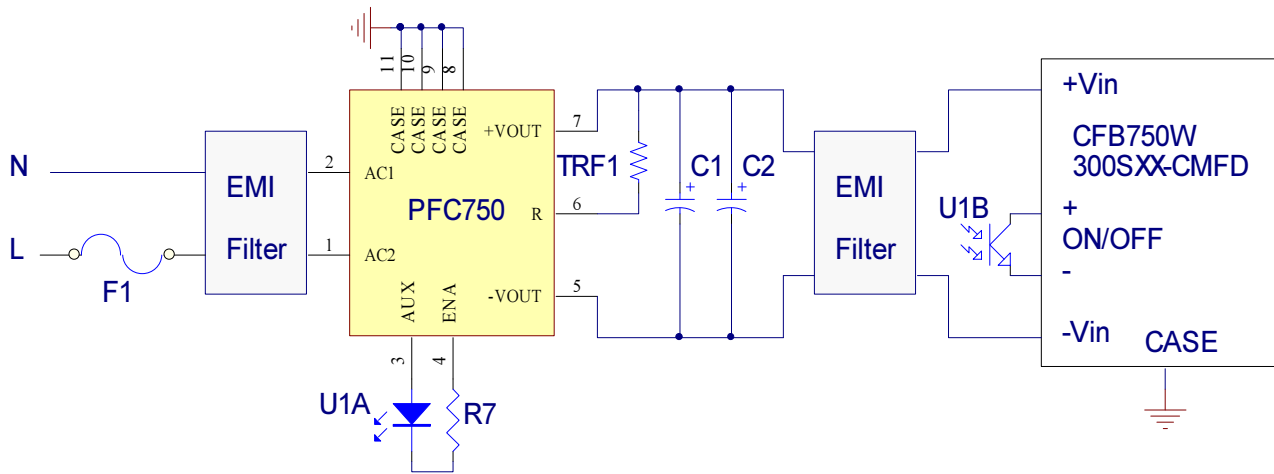 11
10
9
8
CASE
CASE
CASE
CASE
+VOUT
7
N
EMI
Filter
2
AC1
TRF1
C1
+
C2
+
EMI
Filter
+Vin
CFB750W
300SXX-CMFD
U1B
+
ON/OFF
-
-Vin
CASE
PFC750
R
6
L
F1
1
AC2
-VOUT
5
AUX
ENA
3
4
U1A
R7